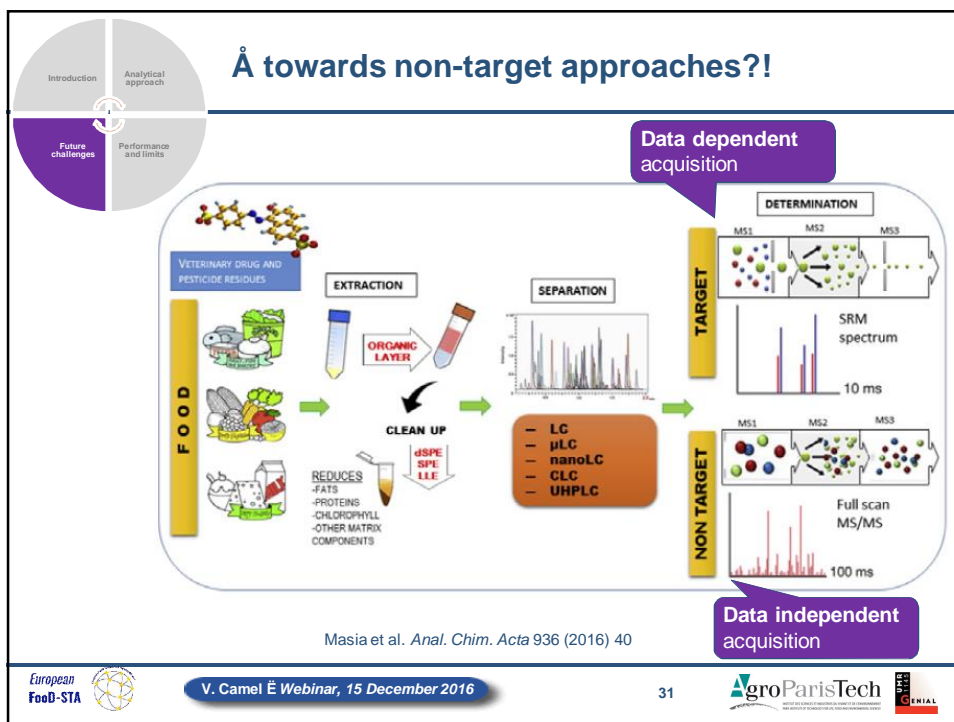 Introduction
Analytical
approach
Future
challenges
Performance
and limits
Å towards non-target approaches?!
Data dependent
acquisition
VETERINARY DRUG AND
PESTICIDE RESIDUES
FOOD
EXTRACTION
ORGANIC
LAYER
CLEAN UP
dSPE
SPE
LLE
REDUCES
-FATS
-PROTEINS
-CHLOROPHYLL
-OTHER MATRIX
COMPONENTS
SEPARATION
– LC
– µLC
– nanoLC
– CLC
– UHPLC
DETERMINATION
TARGET
MS1
MS2
MS3
SRM
spectrum
10 ms
NON TARGET
MS1
MS2
MS3
Full scan
MS/MS
100 ms
Data independent
acquisition
Masia et al. Anal. Chim. Acta 936 (2016) 40
European
FooD-STA
V. Camel Ë Webinar, 15 December 2016
31
AgroParisTech
UMR
1145
GENIAL
MILK